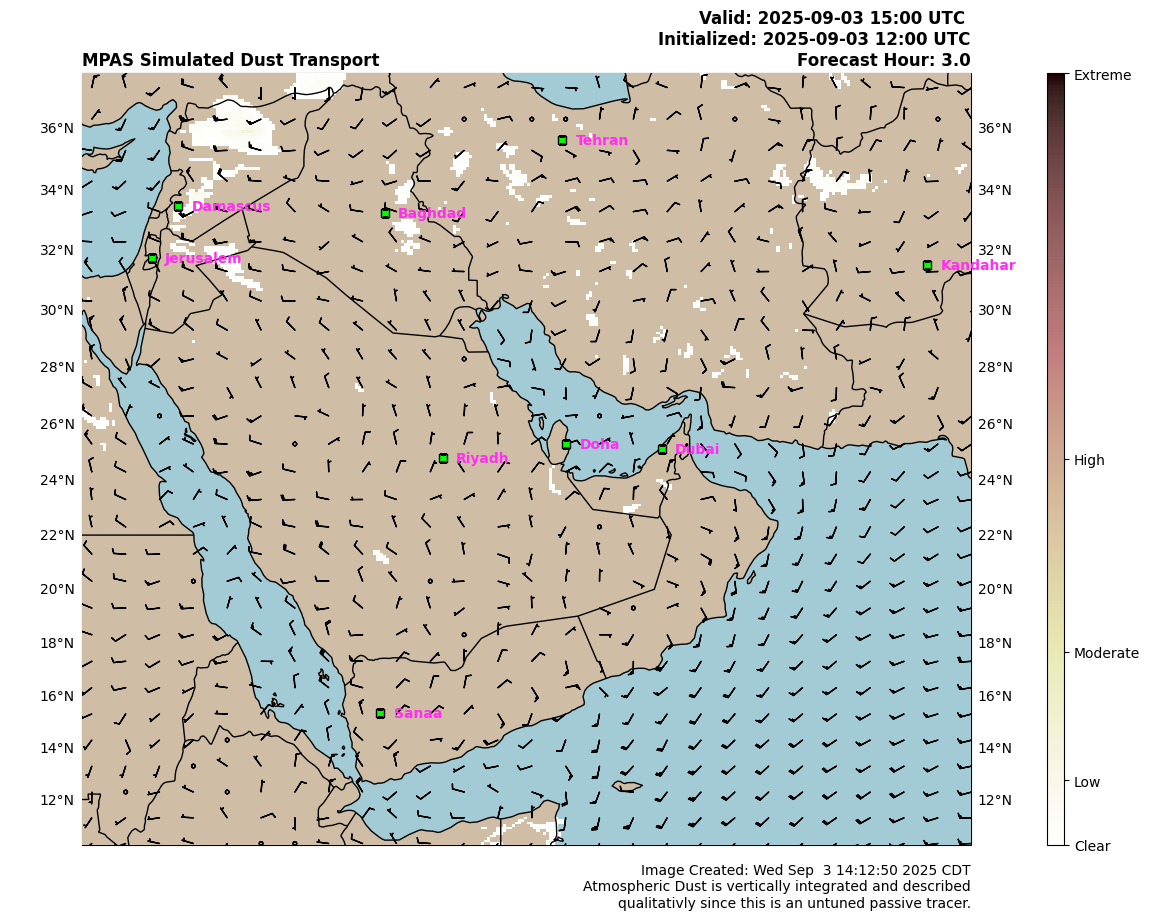 Valid: 2025-09-03 15:00 UTC
Initialized: 2025-09-03 12:00 UTC
MPAS Simulated Dust Transport
Forecast Hour: 3.0
Extreme
High
Moderate
Low
Clear
36°N
36°N
34°N
34°N
32°N
32°N
30°N
30°N
28°N
28°N
26°N
26°N
24°N
24°N
22°N
22°N
20°N
20°N
18°N
18°N
16°N
16°N
14°N
14°N
12°N
12°N
Tehran
Damascus
Baghdad
Jerusalem
Kandahar
Doha
Dubai
Riyadh
Sanaa
Image Created: Wed Sep  3 14:12:50 2025 CDT
Atmospheric Dust is vertically integrated and described
qualitativly since this is an untuned passive tracer.